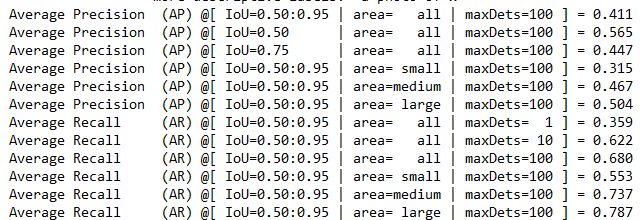 Average Precision (AP) @[ IoU=0.50:0.95 | area= all | maxDets=100 ] = 0.411
Average Precision (AP) @[ IoU=0.50 | area= all | maxDets=100 ] = 0.565
Average Precision (AP) @[ IoU=0.75 | area= all | maxDets=100 ] = 0.447
Average Precision (AP) @[ IoU=0.50:0.95 | area= small | maxDets=100 ] = 0.315
Average Precision (AP) @[ IoU=0.50:0.95 | area=medium | maxDets=100 ] = 0.467
Average Precision (AP) @[ IoU=0.50:0.95 | area= large | maxDets=100 ] = 0.504
Average Recall (AR) @[ IoU=0.50:0.95 | area= all | maxDets= 1 ] = 0.359
Average Recall (AR) @[ IoU=0.50:0.95 | area= all | maxDets= 10 ] = 0.622
Average Recall (AR) @[ IoU=0.50:0.95 | area= all | maxDets=100 ] = 0.680
Average Recall (AR) @[ IoU=0.50:0.95 | area= small | maxDets=100 ] = 0.553
Average Recall (AR) @[ IoU=0.50:0.95 | area=medium | maxDets=100 ] = 0.737
Average Recall (AR) @[ IoU=0.50:0.95 | area= large | maxDets=100 ] = 0.787